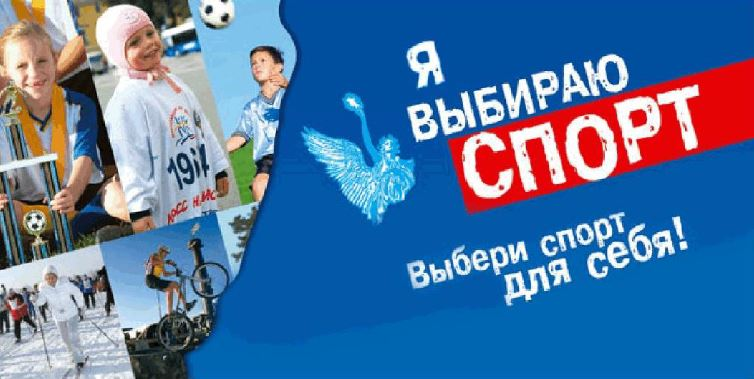 Я
ВЫБИРАЮ
СПОРТ
Выбери спорт
для себя!